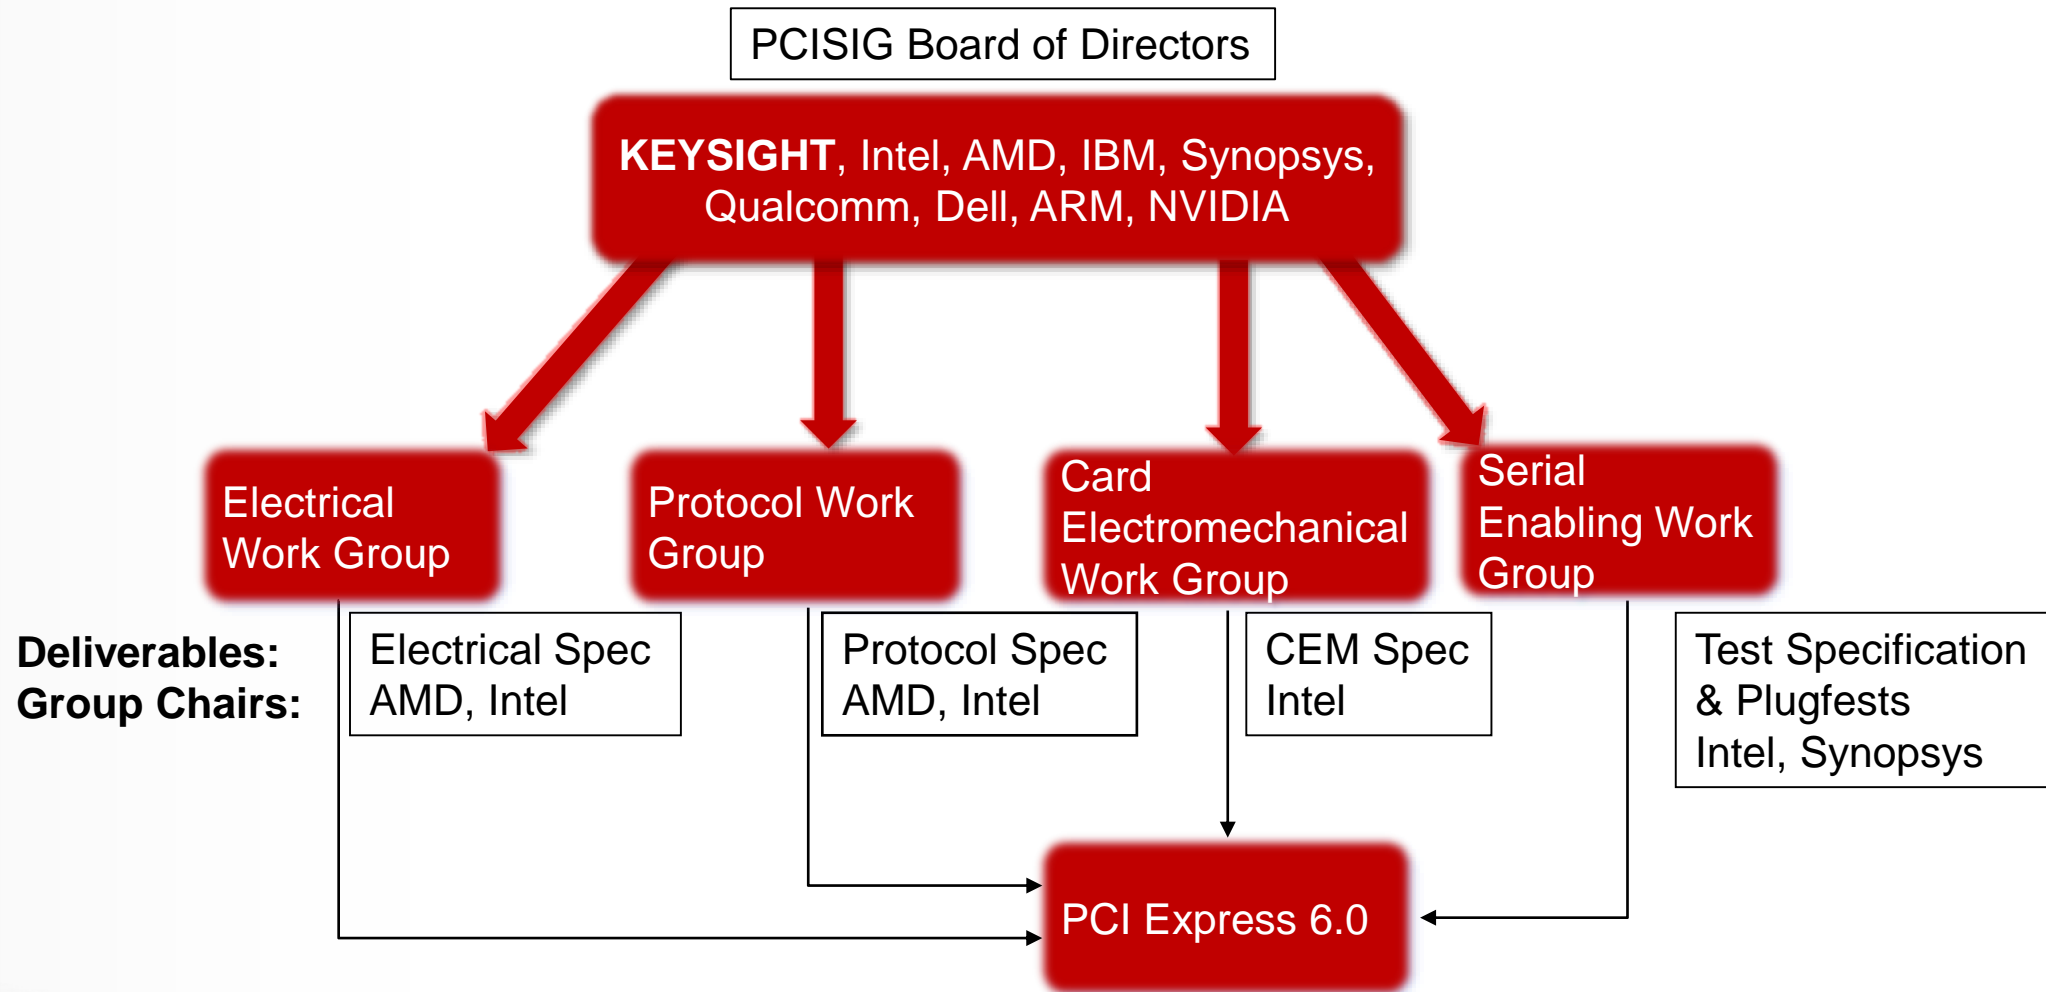 PCISIG Board of Directors
KEYSIGHT, Intel, AMD, IBM, Synopsys,
Qualcomm, Dell, ARM, NVIDIA
Electrical
Work Group
Protocol Work
Group
Card
Electromechanical
Work Group
Serial
Enabling Work
Group
Deliverables:
Group Chairs:
Electrical Spec
AMD, Intel
Protocol Spec
AMD, Intel
CEM Spec
Intel
Test Specification
& Plugfests
Intel, Synopsys
PCI Express 6.0